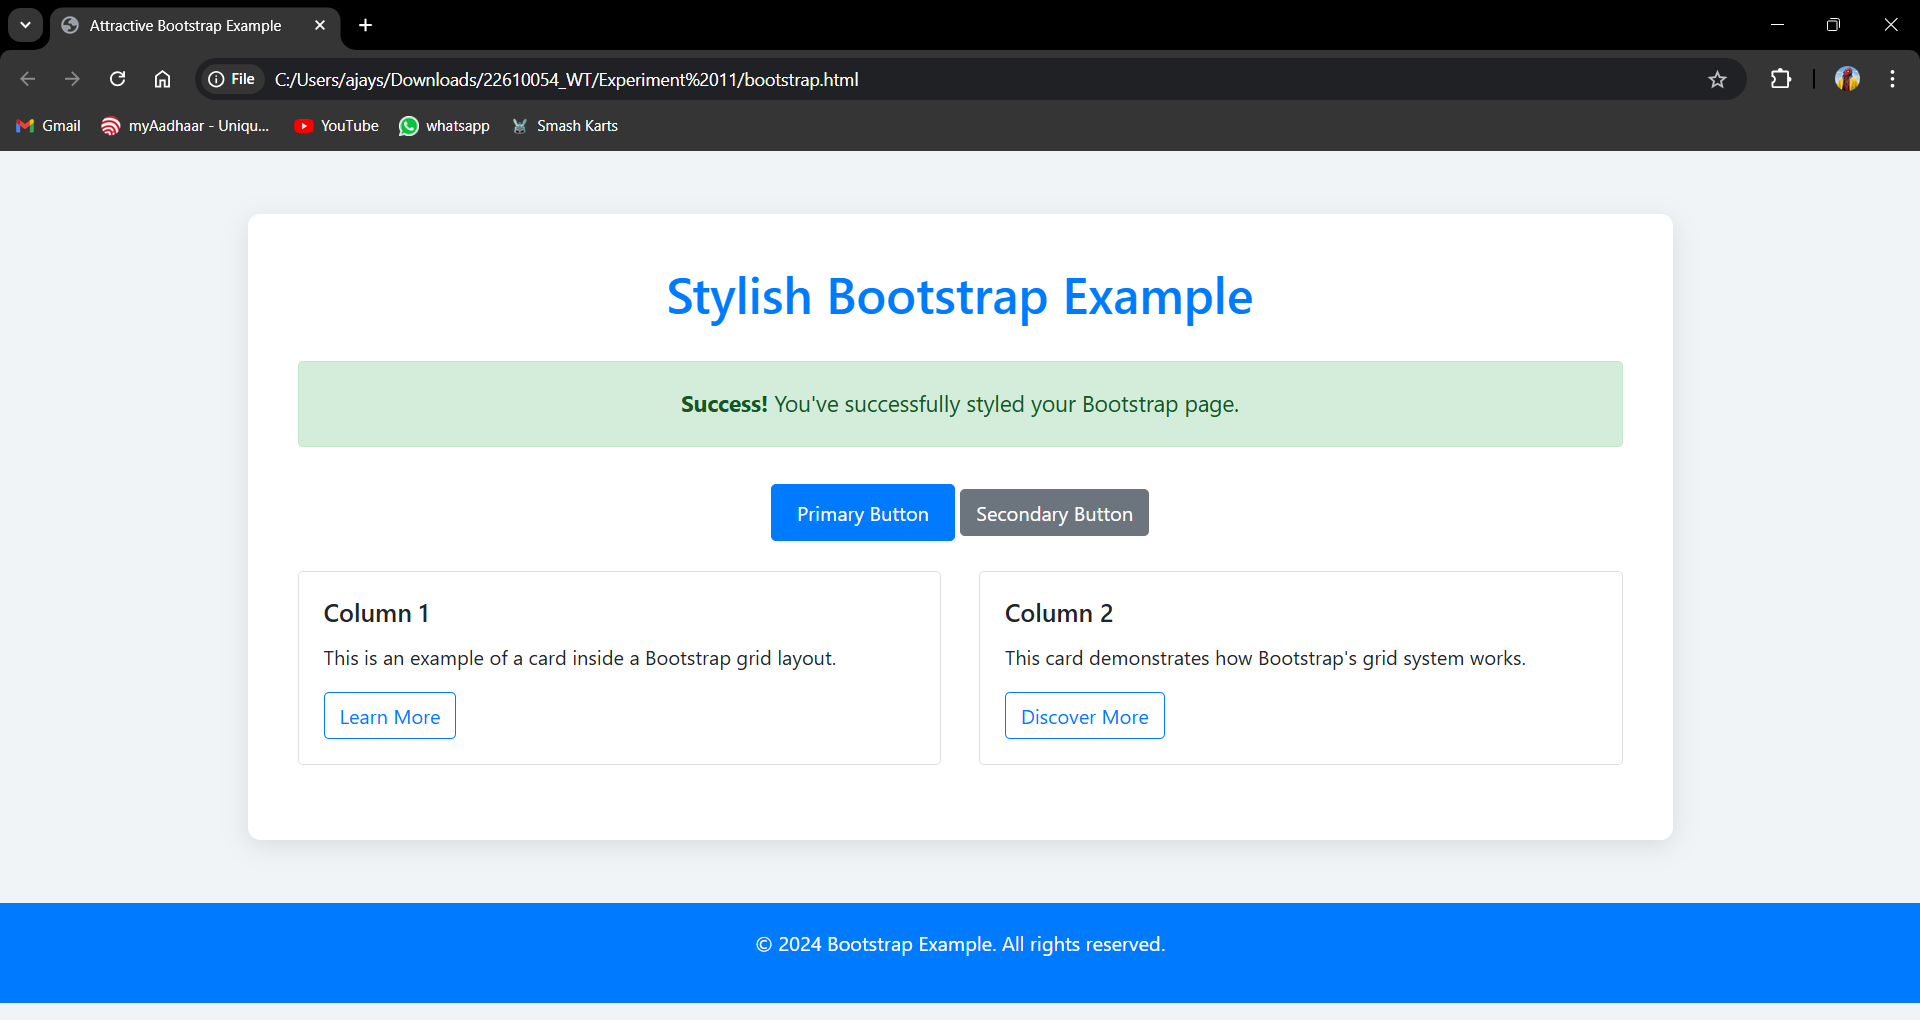 Attractive Bootstrap Example
File C:/Users/ajays/Downloads/22610054_WT/Experiment%2011/bootstrap.html
Gmail myAadhaar - Uniqu... YouTube whatsapp Smash Karts
Stylish Bootstrap Example
Success! You've successfully styled your Bootstrap page.
Primary Button Secondary Button
Column 1
This is an example of a card inside a Bootstrap grid layout.
Learn More
Column 2
This card demonstrates how Bootstrap's grid system works.
Discover More
© 2024 Bootstrap Example. All rights reserved.